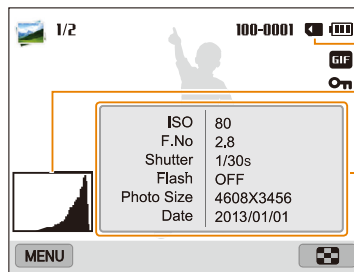 1/2
100-0001
GIF
ISO 80
F.No 2.8
Shutter 1/30s
Flash OFF
Photo Size 4608X3456
Date 2013/01/01
MENU